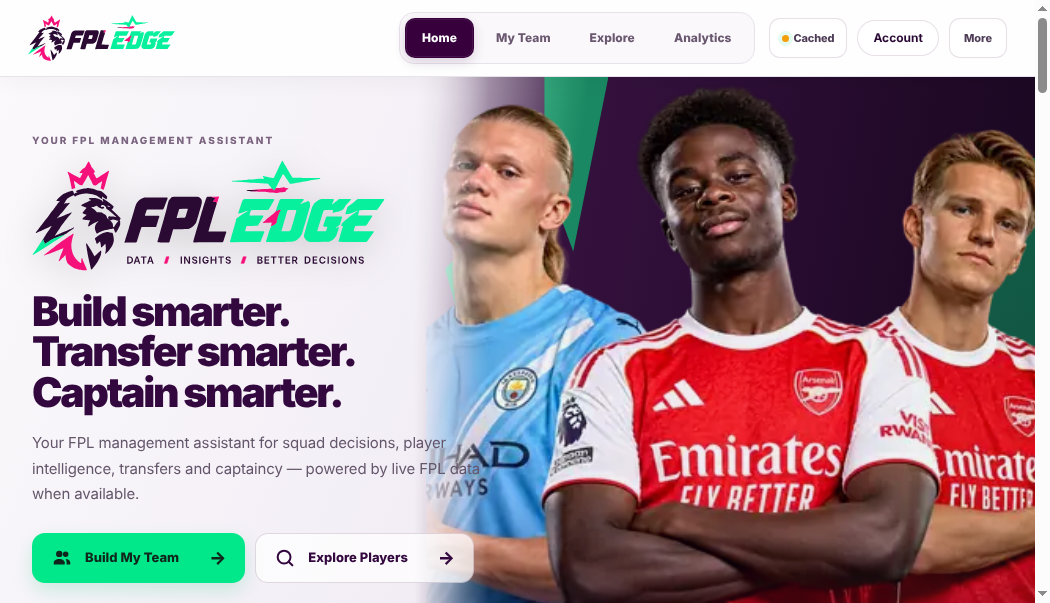 FPL EDGE
Home
My Team
Explore
Analytics
Cached
Account
More
YOUR FPL MANAGEMENT ASSISTANT
FPL EDGE
DATA / INSIGHTS / BETTER DECISIONS
Build smarter.
Transfer smarter.
Captain smarter.
Your FPL management assistant for squad decisions, player
intelligence, transfers and captaincy — powered by live FPL data
when available.
Build My Team →
Explore Players →
Arsenal
Emirates
FLY BETTER
VISIT
RWAN
Emirates
FLY BETTER